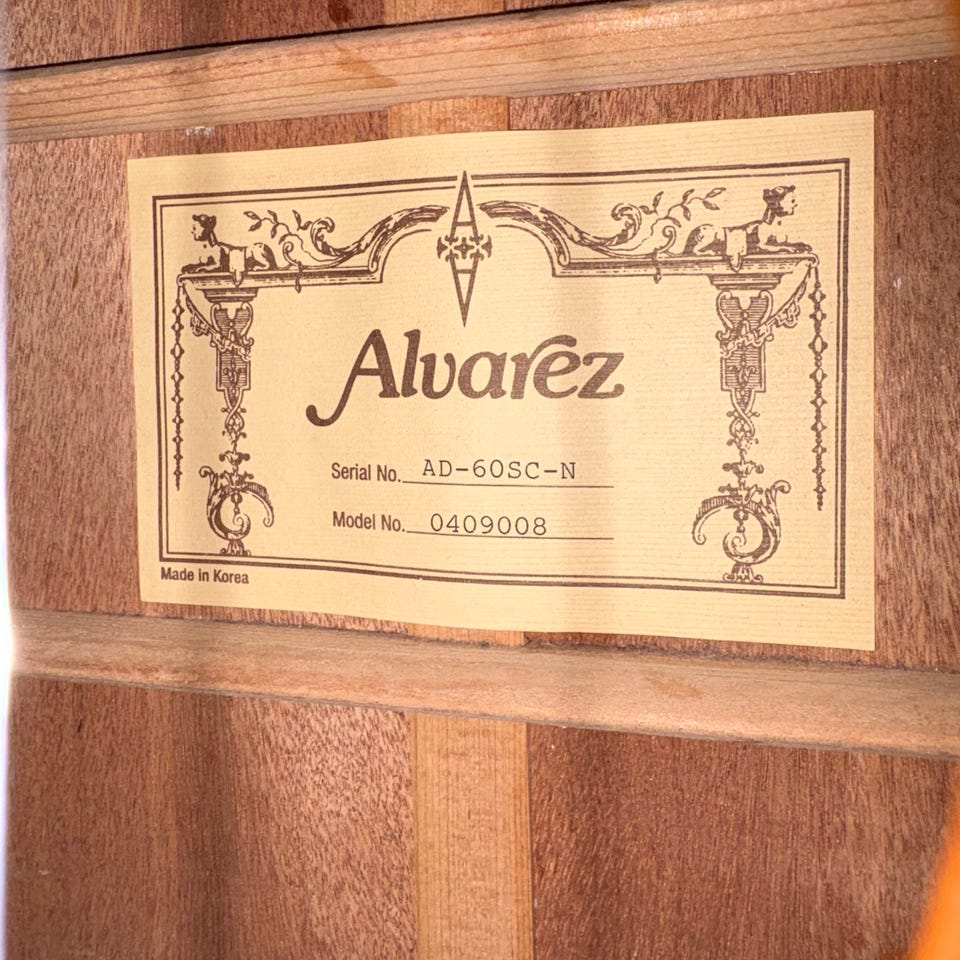 Alvarez
Serial No. AD-60SC-N
Model No. 0409008
Made in Korea